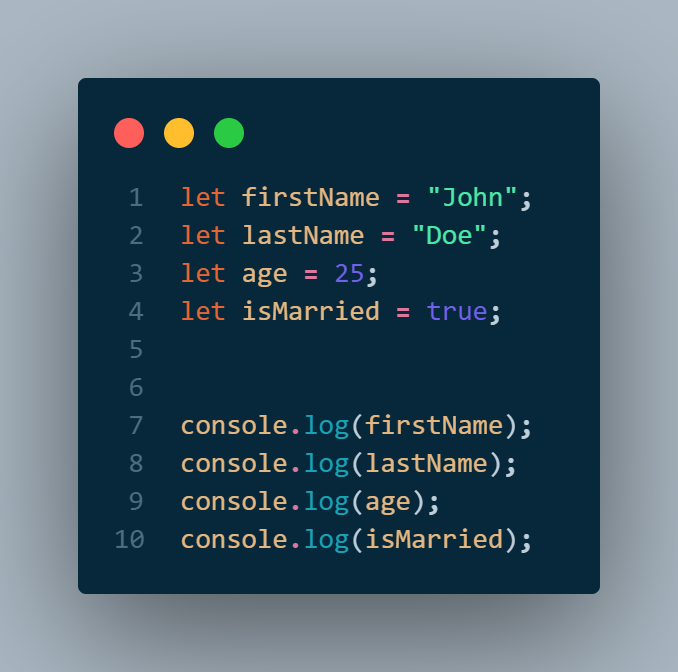 1 let firstName = "John";
2 let lastName = "Doe";
3 let age = 25;
4 let isMarried = true;
5
6
7 console.log(firstName);
8 console.log(lastName);
9 console.log(age);
10 console.log(isMarried);